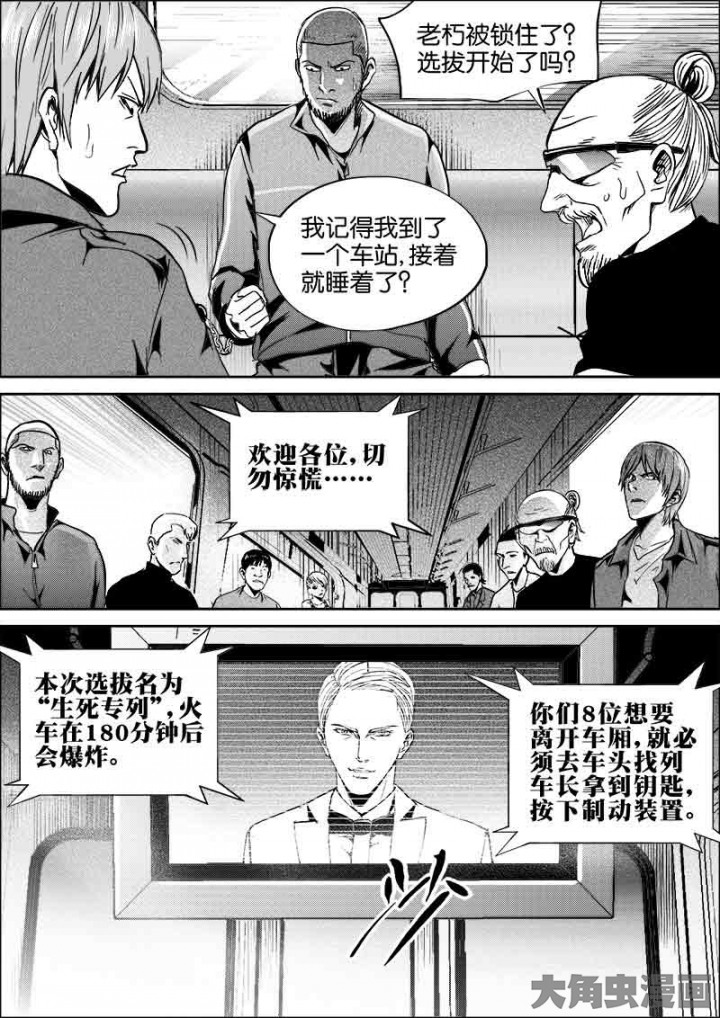 老朽被锁住了？
选拔开始了吗？
我记得我到了
一个车站，接着
就睡着了？
欢迎各位，切
勿惊慌……
本次选拔名为
“生死专列”，火
车在180分钟后
会爆炸。
你们8位想要
离开车厢，就必
须去车头找列
车长拿到钥匙，
按下制动装置。
大角虫漫画